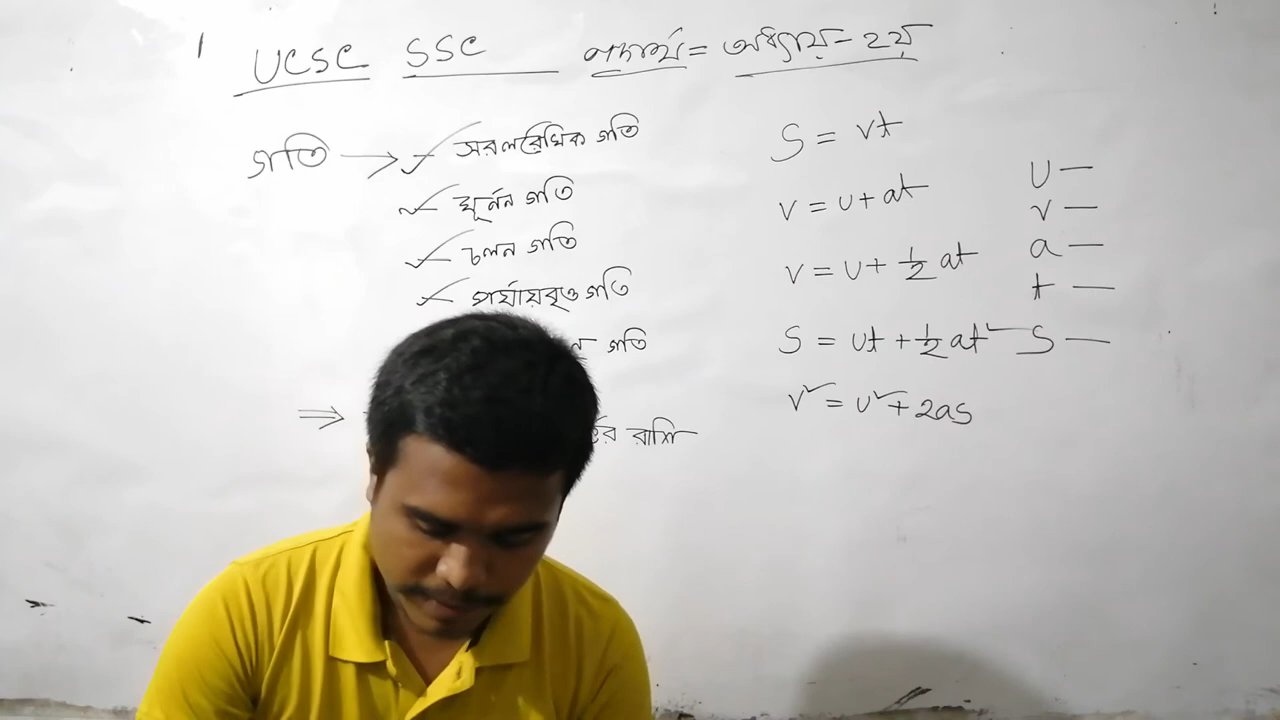 UCSC SSC পদার্থ = অধ্যায় - ২য়
গতি → সরলরৈখিক গতি
ঘূর্নন গতি
চলন গতি
পর্যায়বৃত্ত গতি
ন গতি
⇒
রাশি
S = vt
v = u + at
v = u + 1/2 at
S = ut + 1/2 at²
v² = u² + 2as
u —
v —
a —
t —
S —